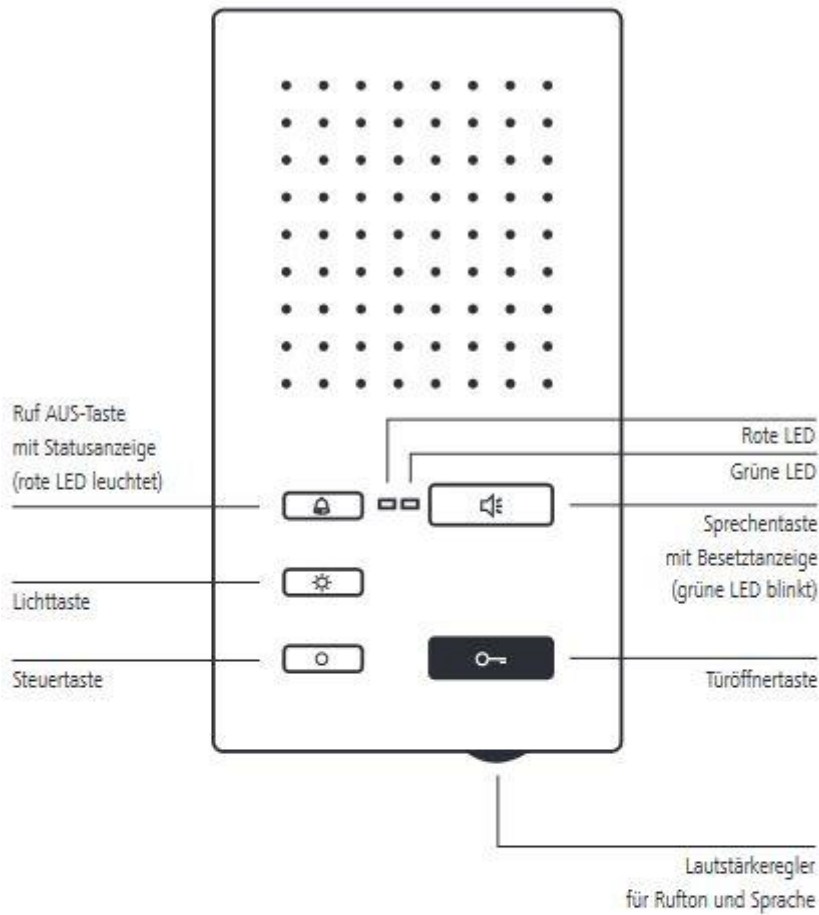 Ruf AUS-Taste
mit Statusanzeige
(rote LED leuchtet)
Lichttaste
Steuertaste
Rote LED
Grüne LED
Sprechentaste
mit Besetztanzeige
(grüne LED blinkt)
Türöffnertaste
Lautstärkeregler
für Rufton und Sprache